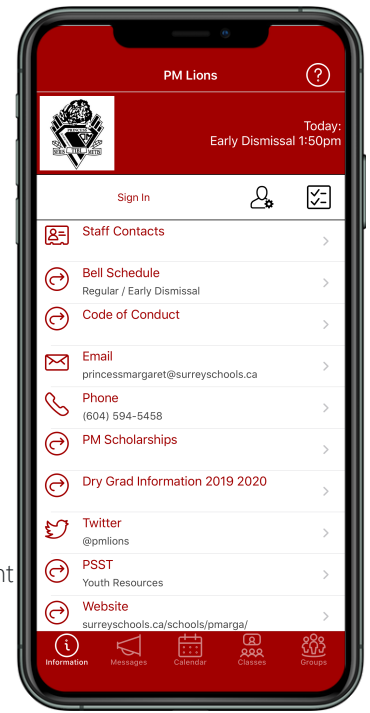 PM Lions
?
Today:
Early Dismissal 1:50pm
PRINCESS
Sign In
Staff Contacts
Bell Schedule
Regular / Early Dismissal
Code of Conduct
Email
princessmargaret@surreyschools.ca
Phone
(604) 594-5458
PM Scholarships
Dry Grad Information 2019 2020
Twitter
@pmlions
PSST
Youth Resources
nt
Website
surreyschools.ca/schools/pmarga/
Information
Messages
Calendar
Classes
Groups